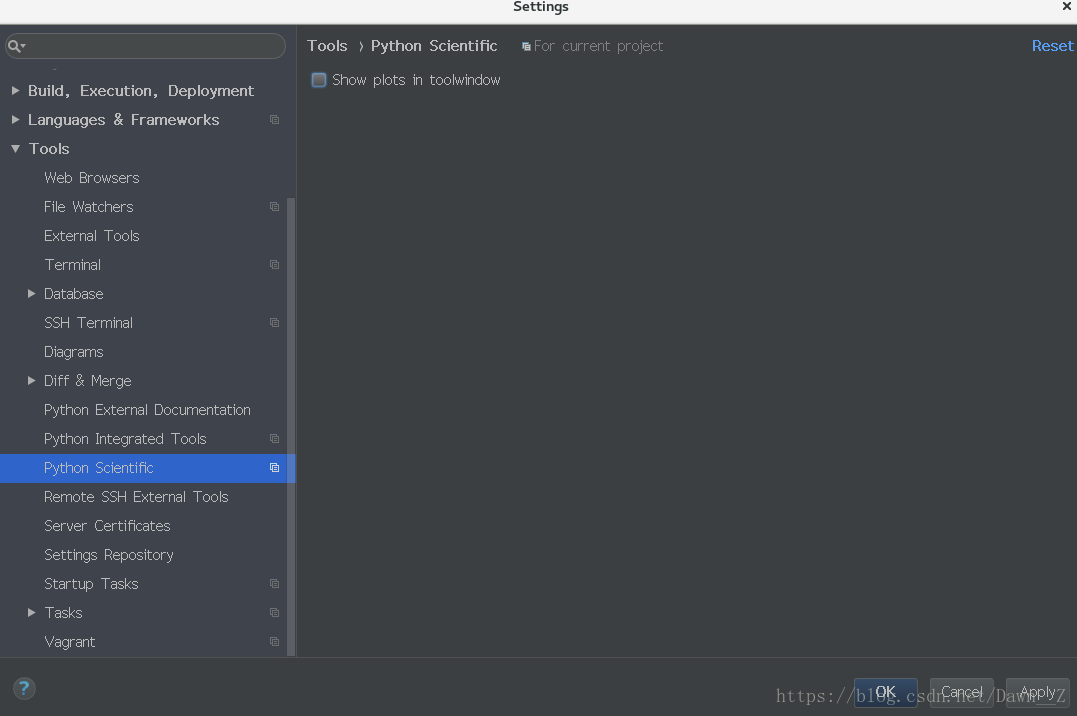 Settings
Tools › Python Scientific For current project Reset
Show plots in toolwindow
Build, Execution, Deployment
Languages & Frameworks
Tools
Web Browsers
File Watchers
External Tools
Terminal
Database
SSH Terminal
Diagrams
Diff & Merge
Python External Documentation
Python Integrated Tools
Python Scientific
Remote SSH External Tools
Server Certificates
Settings Repository
Startup Tasks
Tasks
Vagrant
?
OK Cancel Apply
https://blog.csdn.net/Dawn__Z